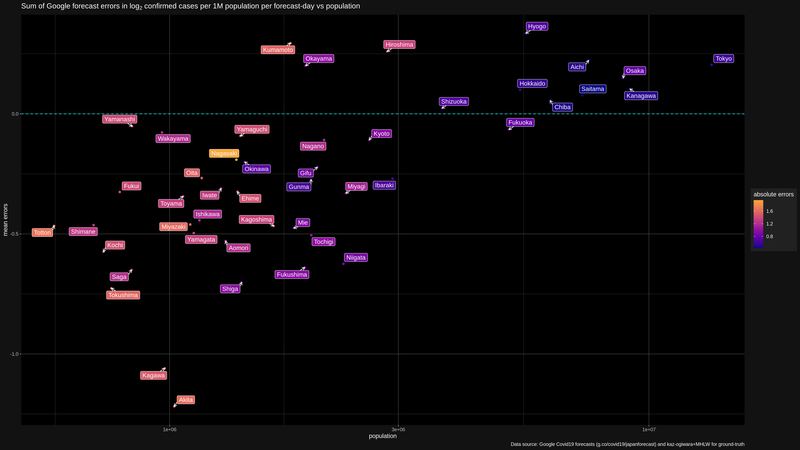 Sum of Google forecast errors in log2 confirmed cases per 1M population per forecast-day vs population
Hyogo
Kumamoto
Hiroshima
Okayama
Tokyo
Aichi
Osaka
Hokkaido
Saitama
Kanagawa
Shizuoka
Chiba
0.0
Yamanashi
Fukuoka
Yamaguchi
Kyoto
Wakayama
Nagano
Nagasaki
Okinawa
Oita
Gifu
Fukui
Gunma
Miyagi
Ibaraki
Iwate
Ehime
Toyama
Ishikawa
Kagoshima
Mie
Miyazaki
Tottori
Shimane
-0.5
Yamagata
Tochigi
Kochi
Aomori
Niigata
Saga
Fukushima
Shiga
Tokushima
-1.0
Kagawa
Akita
mean errors
1e+06
3e+06
1e+07
population
absolute errors
1.6
1.2
0.8
Data source: Google Covid19 forecasts (g.co/covid19/japanforecast) and kaz-ogiwara+MHLW for ground-truth